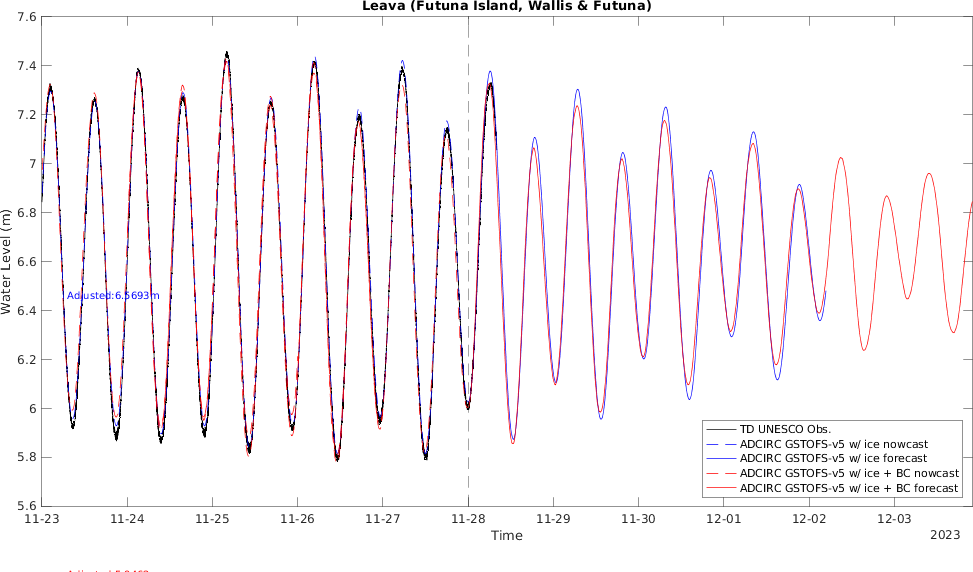 Leava (Futuna Island, Wallis & Futuna)
7.6
7.4
7.2
7
6.8
6.6
6.4
6.2
6
5.8
5.6
Water Level (m)
Adjusted:6.5693m
TD UNESCO Obs.
ADCIRC GSTOFS-v5 w/ ice nowcast
ADCIRC GSTOFS-v5 w/ ice forecast
ADCIRC GSTOFS-v5 w/ ice + BC nowcast
ADCIRC GSTOFS-v5 w/ ice + BC forecast
11-23 11-24 11-25 11-26 11-27 11-28 11-29 11-30 12-01 12-02 12-03
Time
2023